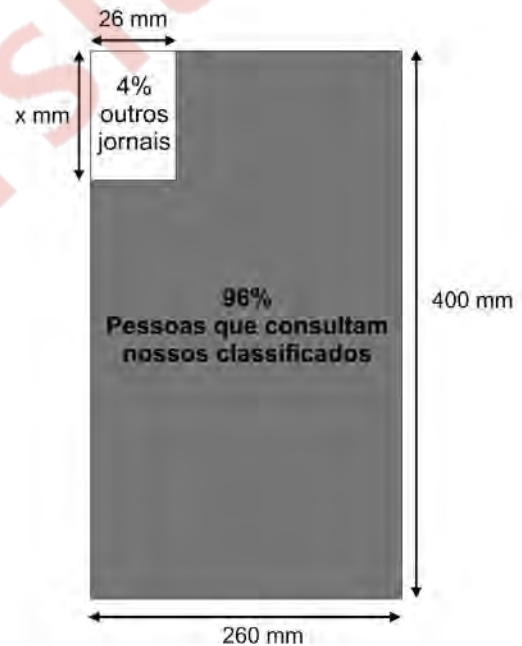 26 mm
x mm
4%
outros
jornais
96%
Pessoas que consultam
nossos classificados
400 mm
260 mm